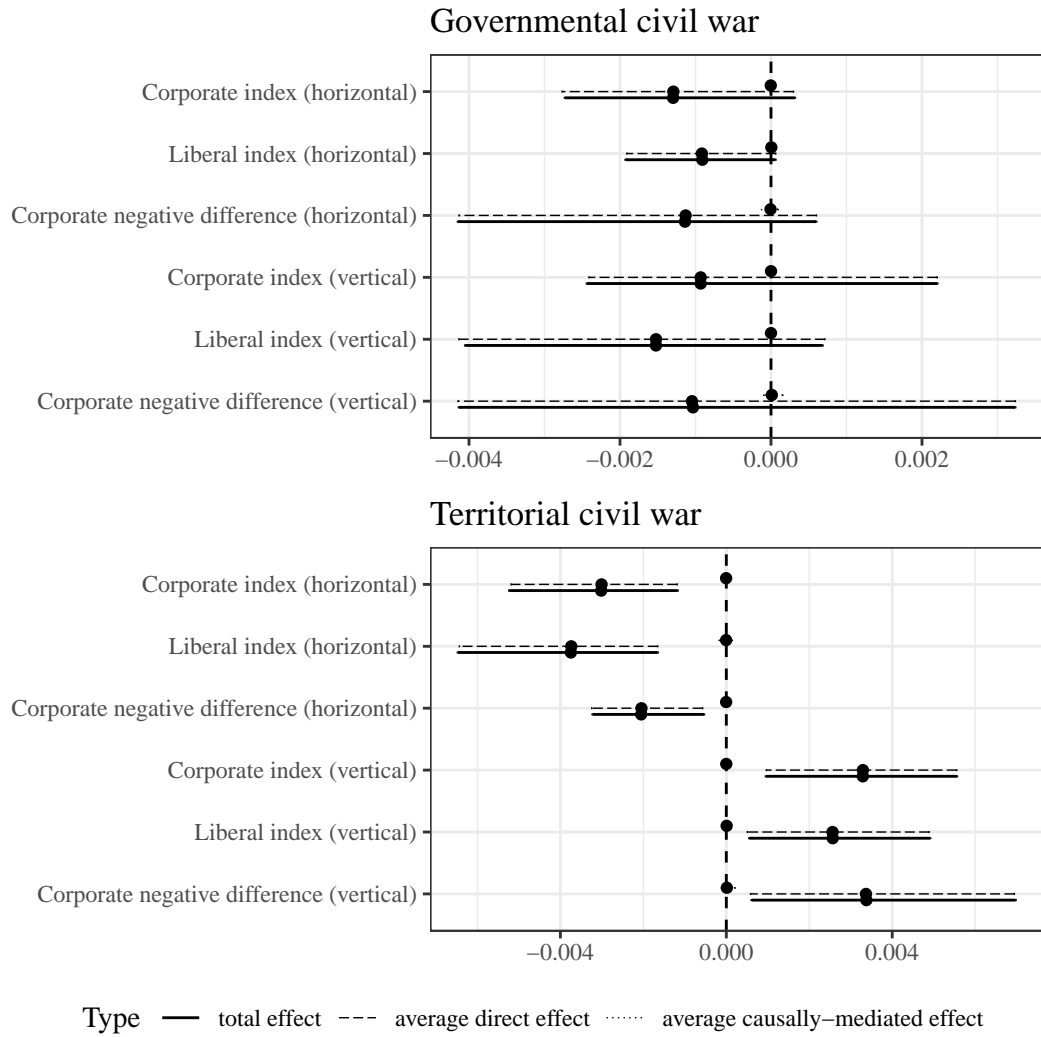 Governmental civil war
Corporate index (horizontal)
Liberal index (horizontal)
Corporate negative difference (horizontal)
Corporate index (vertical)
Liberal index (vertical)
Corporate negative difference (vertical)
−0.004 −0.002 0.000 0.002
Territorial civil war
Corporate index (horizontal)
Liberal index (horizontal)
Corporate negative difference (horizontal)
Corporate index (vertical)
Liberal index (vertical)
Corporate negative difference (vertical)
−0.004 0.000 0.004
Type total effect average direct effect average causally−mediated effect